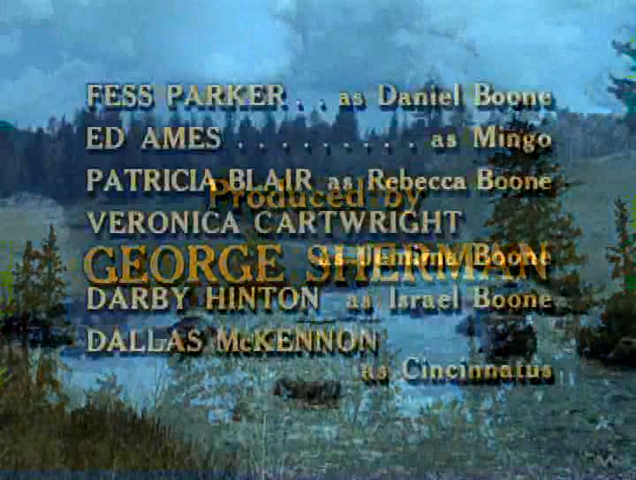 FESS PARKER . . as Daniel Boone
ED AMES . . . . . . . . . as Mingo
PATRICIA BLAIR as Rebecca Boone
Produced by
VERONICA CARTWRIGHT
as Jemima Boone
GEORGE SHERMAN
DARBY HINTON as Israel Boone
DALLAS McKENNON
as Cincinnatus